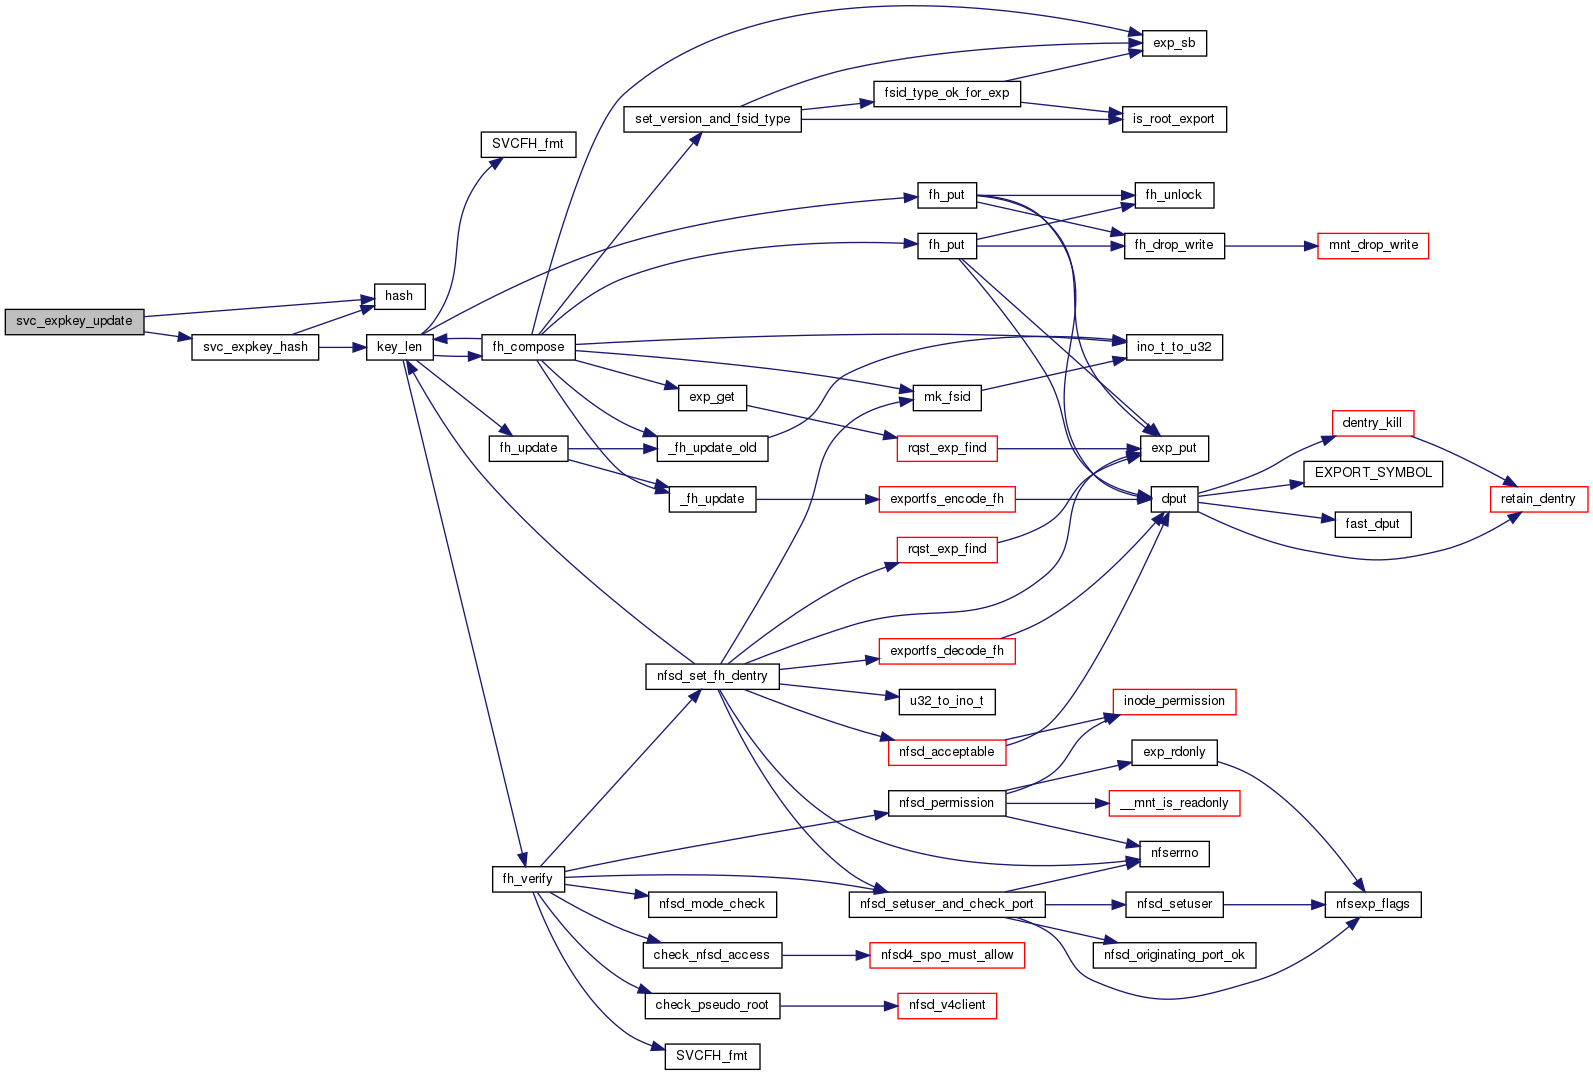 exp_sb
fsid_type_ok_for_exp
set_version_and_fsid_type
is_root_export
SVCFH_fmt
fh_put
fh_unlock
fh_put
fh_drop_write
mnt_drop_write
hash
svc_expkey_update
svc_expkey_hash
key_len
fh_compose
ino_t_to_u32
exp_get
mk_fsid
dentry_kill
fh_update
_fh_update_old
rqst_exp_find
exp_put
EXPORT_SYMBOL
_fh_update
exportfs_encode_fh
dput
retain_dentry
fast_dput
rqst_exp_find
exportfs_decode_fh
nfsd_set_fh_dentry
u32_to_ino_t
inode_permission
nfsd_acceptable
exp_rdonly
nfsd_permission
__mnt_is_readonly
nfserrno
fh_verify
nfsd_mode_check
nfsd_setuser_and_check_port
nfsd_setuser
nfsexp_flags
check_nfsd_access
nfsd4_spo_must_allow
nfsd_originating_port_ok
check_pseudo_root
nfsd_v4client
SVCFH_fmt